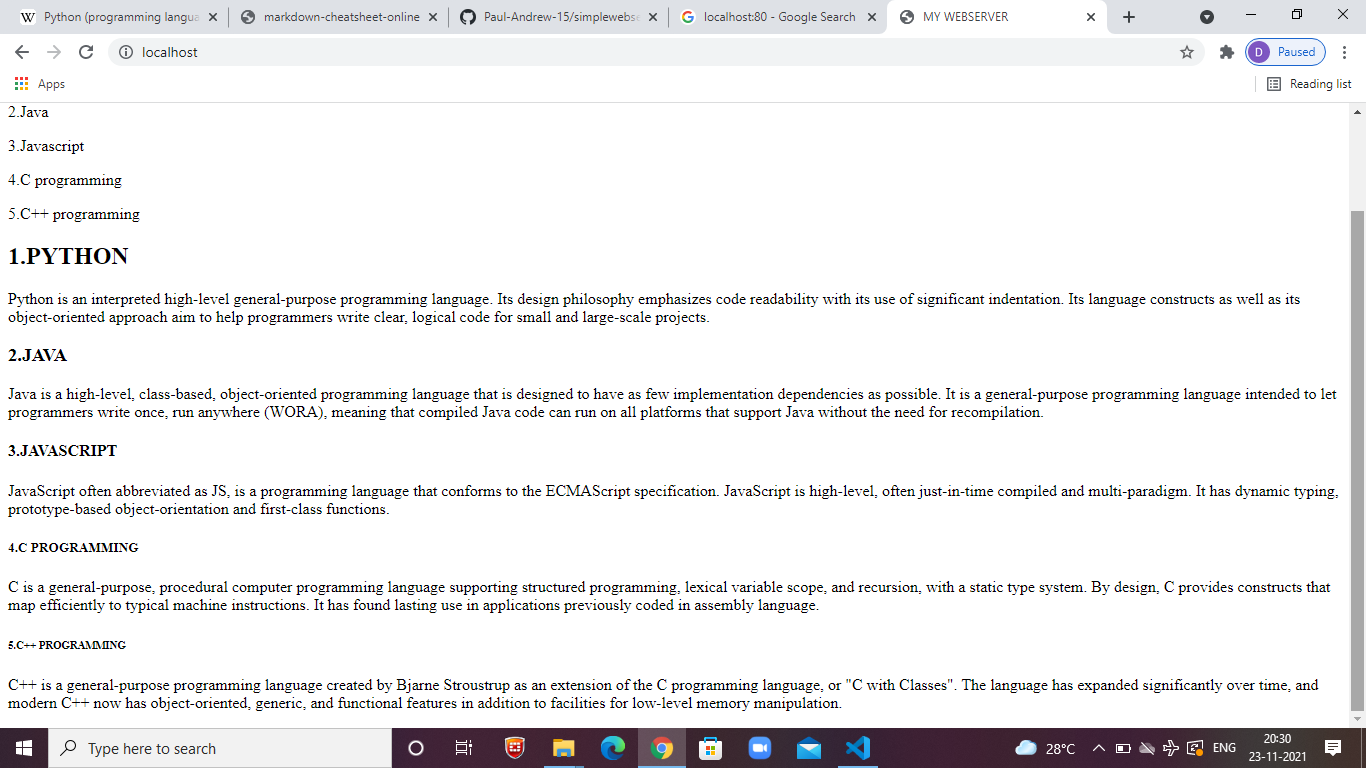 Python (programming langua
markdown-cheatsheet-online
Paul-Andrew-15/simplewebse
localhost:80 - Google Search
MY WEBSERVER
localhost
D Paused
Apps
Reading list
2.Java
3.Javascript
4.C programming
5.C++ programming
1.PYTHON
Python is an interpreted high-level general-purpose programming language. Its design philosophy emphasizes code readability with its use of significant indentation. Its language constructs as well as its
object-oriented approach aim to help programmers write clear, logical code for small and large-scale projects.
2.JAVA
Java is a high-level, class-based, object-oriented programming language that is designed to have as few implementation dependencies as possible. It is a general-purpose programming language intended to let
programmers write once, run anywhere (WORA), meaning that compiled Java code can run on all platforms that support Java without the need for recompilation.
3.JAVASCRIPT
JavaScript often abbreviated as JS, is a programming language that conforms to the ECMAScript specification. JavaScript is high-level, often just-in-time compiled and multi-paradigm. It has dynamic typing,
prototype-based object-orientation and first-class functions.
4.C PROGRAMMING
C is a general-purpose, procedural computer programming language supporting structured programming, lexical variable scope, and recursion, with a static type system. By design, C provides constructs that
map efficiently to typical machine instructions. It has found lasting use in applications previously coded in assembly language.
5.C++ PROGRAMMING
C++ is a general-purpose programming language created by Bjarne Stroustrup as an extension of the C programming language, or "C with Classes". The language has expanded significantly over time, and
modern C++ now has object-oriented, generic, and functional features in addition to facilities for low-level memory manipulation.
Type here to search
28°C
ENG
20:30
23-11-2021